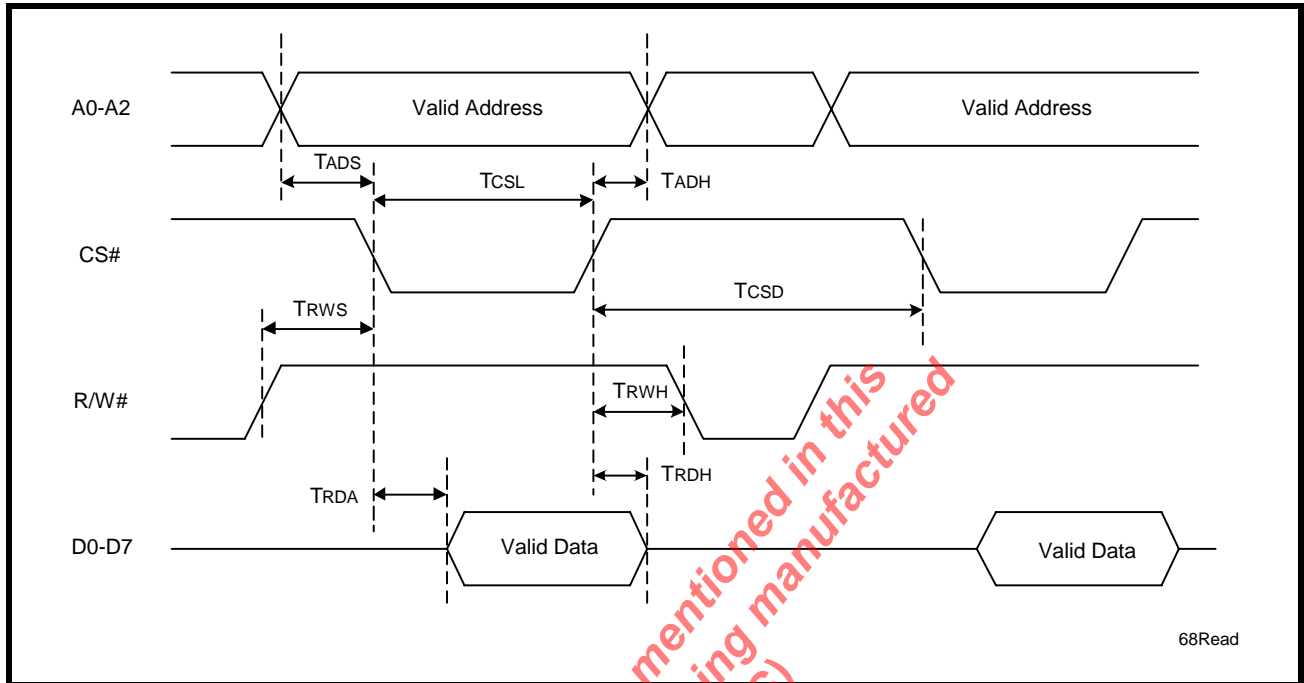 A0-A2
Valid Address
Valid Address
TADS
TCSL
TADH
CS#
TCSD
TRWS
R/W#
TRWH
TRDH
TRDA
D0-D7
Valid Data
Valid Data
mentioned in this
ing manufactured
68Read